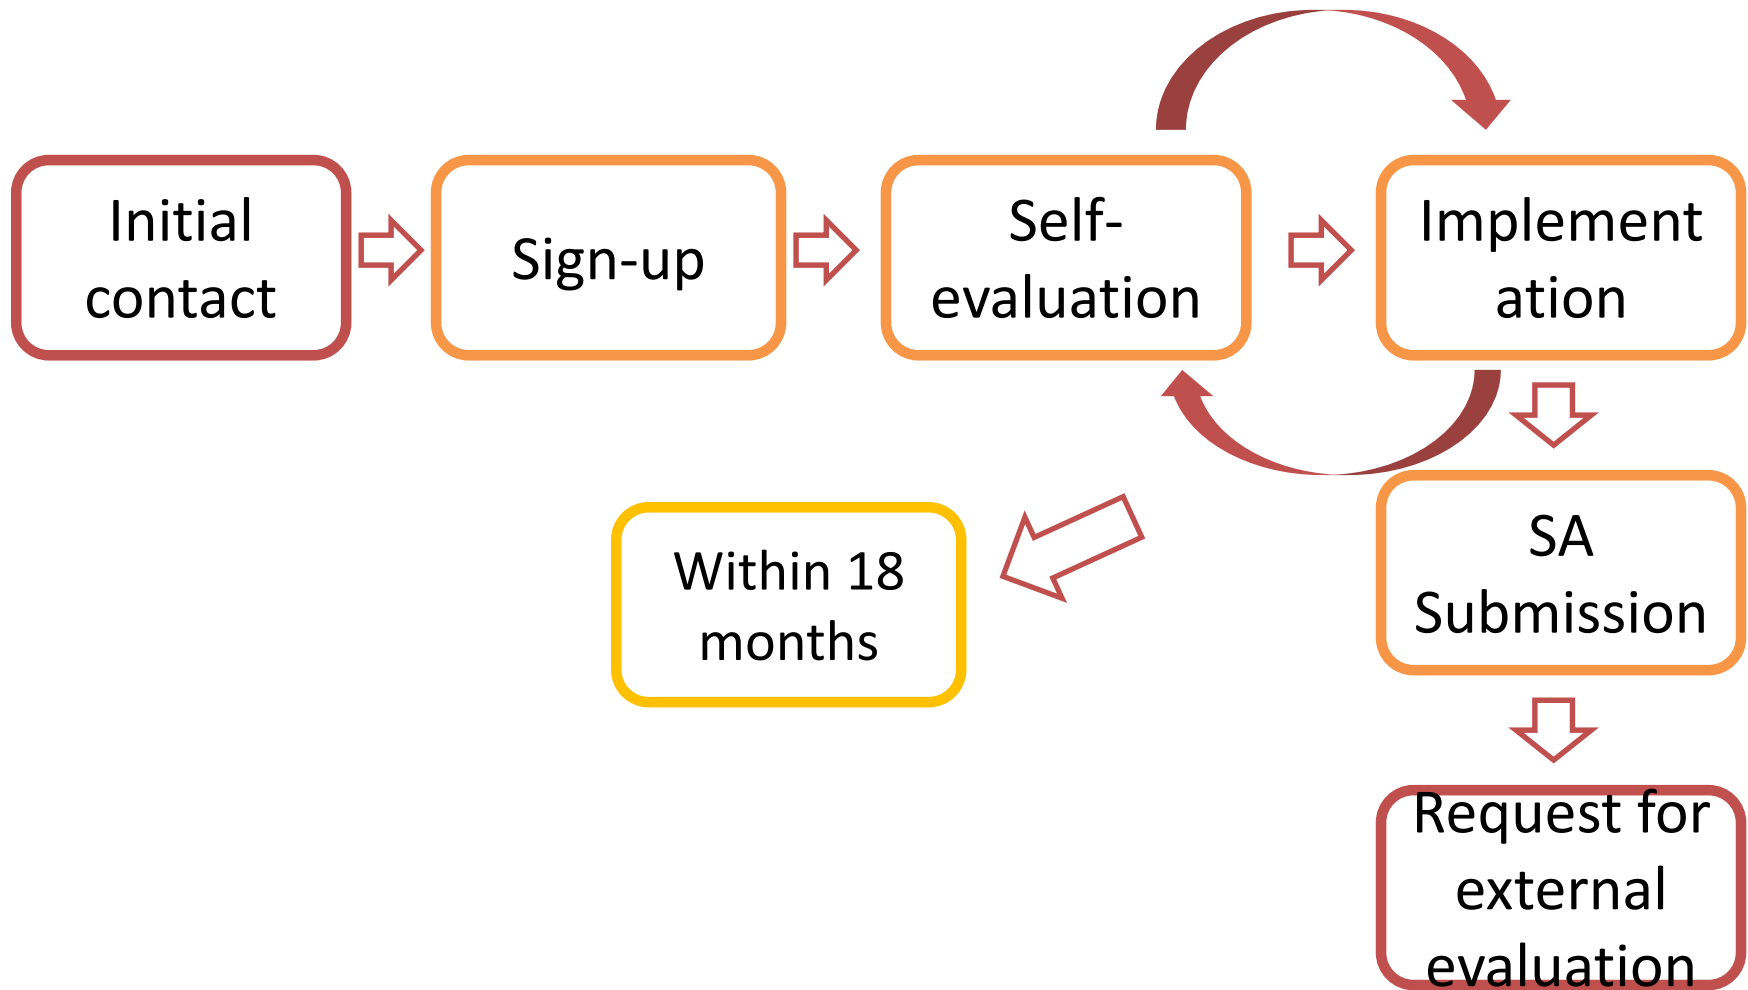 Initial
contact
Sign-up
Self-
evaluation
Implement
ation
Within 18
months
SA
Submission
Request for
external
evaluation